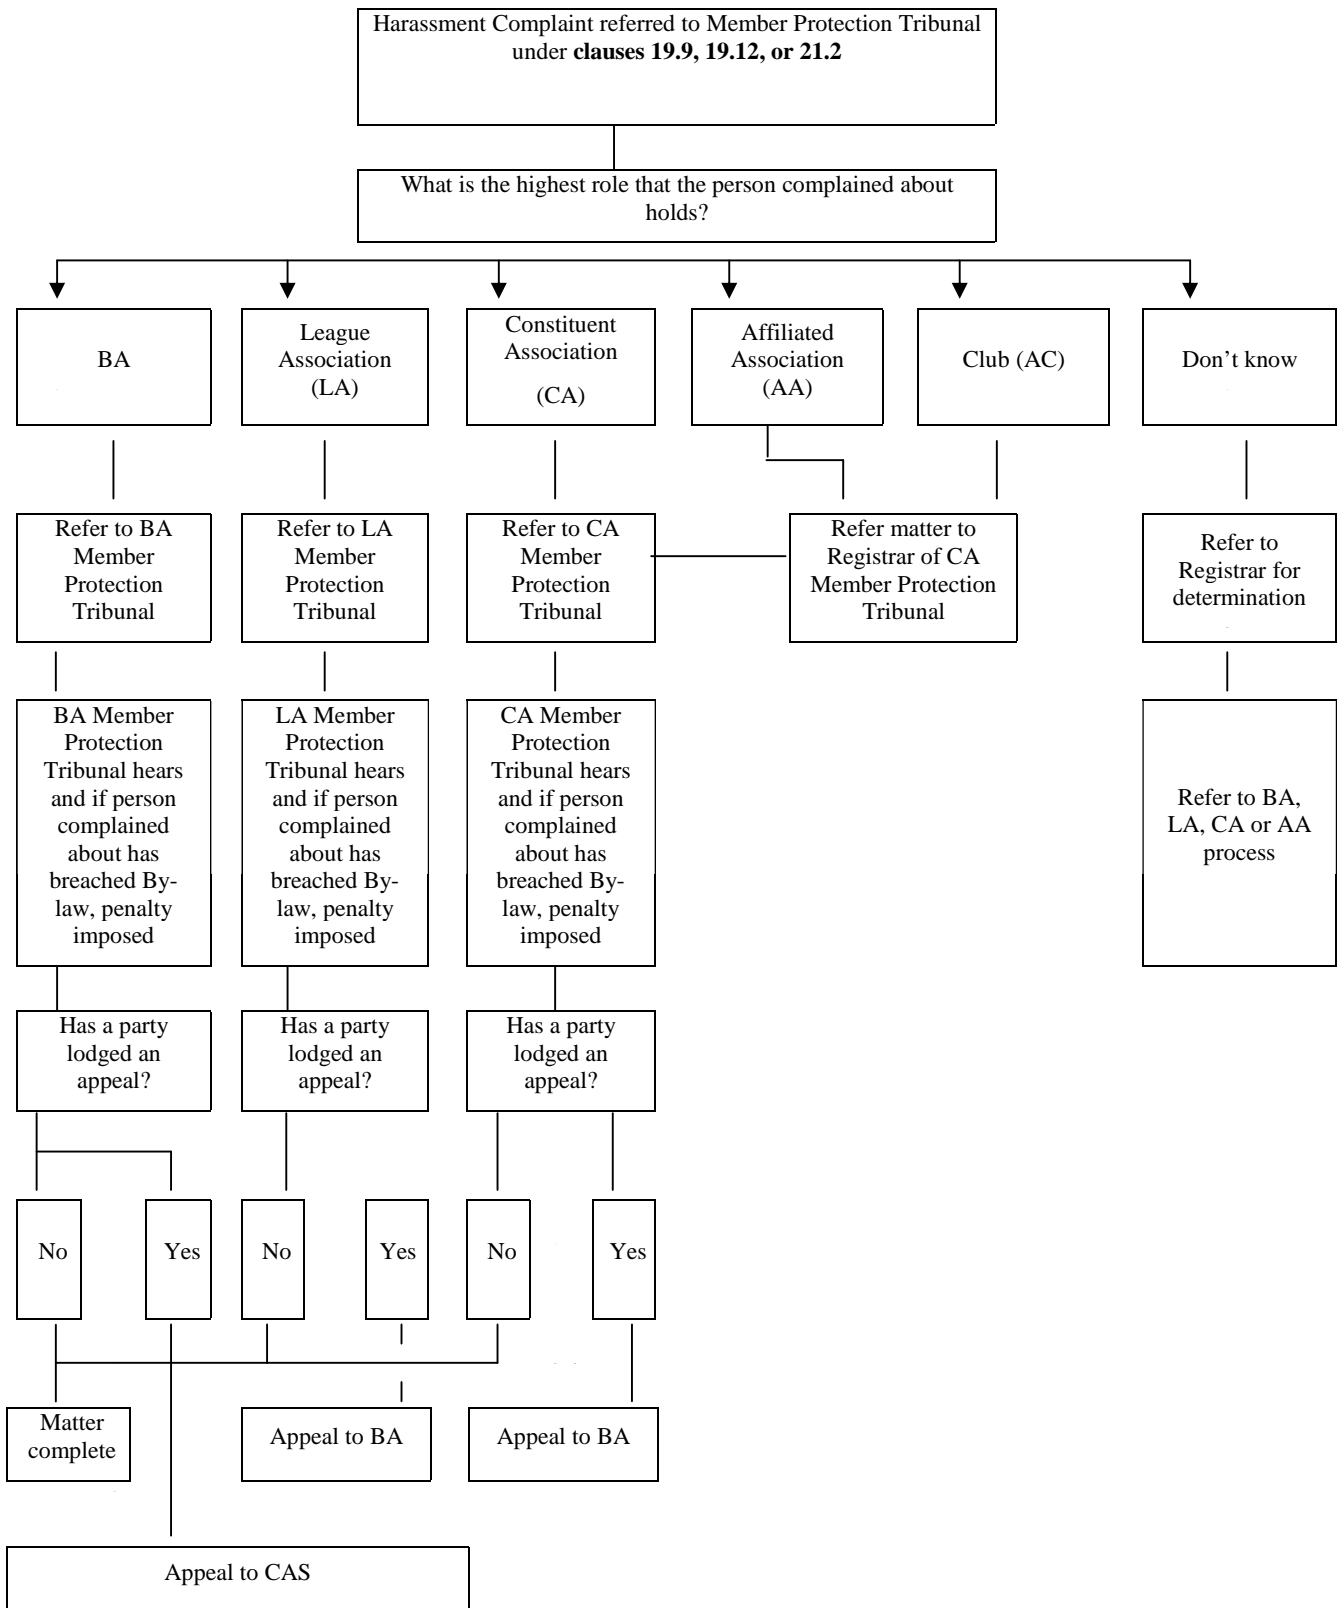 Harassment Complaint referred to Member Protection Tribunal
under clauses 19.9, 19.12, or 21.2
What is the highest role that the person complained about
holds?
BA
League
Association
(LA)
Constituent
Association
(CA)
Affiliated
Association
(AA)
Club (AC)
Don't know
Refer to BA
Member
Protection
Tribunal
Refer to LA
Member
Protection
Tribunal
Refer to CA
Member
Protection
Tribunal
Refer matter to
Registrar of CA
Member Protection
Tribunal
Refer to
Registrar for
determination
BA Member
Protection
Tribunal hears
and if person
complained
about has
breached By-
law, penalty
imposed
LA Member
Protection
Tribunal hears
and if person
complained
about has
breached By-
law, penalty
imposed
CA Member
Protection
Tribunal hears
and if person
complained
about has
breached By-
law, penalty
imposed
Refer to BA,
LA, CA or AA
process
Has a party
lodged an
appeal?
Has a party
lodged an
appeal?
Has a party
lodged an
appeal?
No
Yes
No
Yes
No
Yes
Matter
complete
Appeal to BA
Appeal to BA
Appeal to CAS